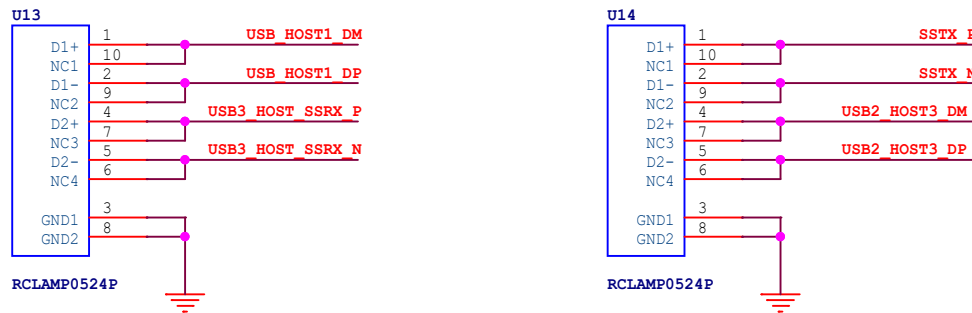 U13
D1+ 1 USB_HOST1_DM
NC1 10
D1- 2 USB_HOST1_DP
NC2 9
D2+ 4 USB3_HOST_SSRX_P
NC3 7
D2- 5 USB3_HOST_SSRX_N
NC4 6
GND1 3
GND2 8
RCLAMP0524P
U14
D1+ 1 SSTX_P
NC1 10
D1- 2 SSTX_N
NC2 9
D2+ 4 USB2_HOST3_DM
NC3 7
D2- 5 USB2_HOST3_DP
NC4 6
GND1 3
GND2 8
RCLAMP0524P